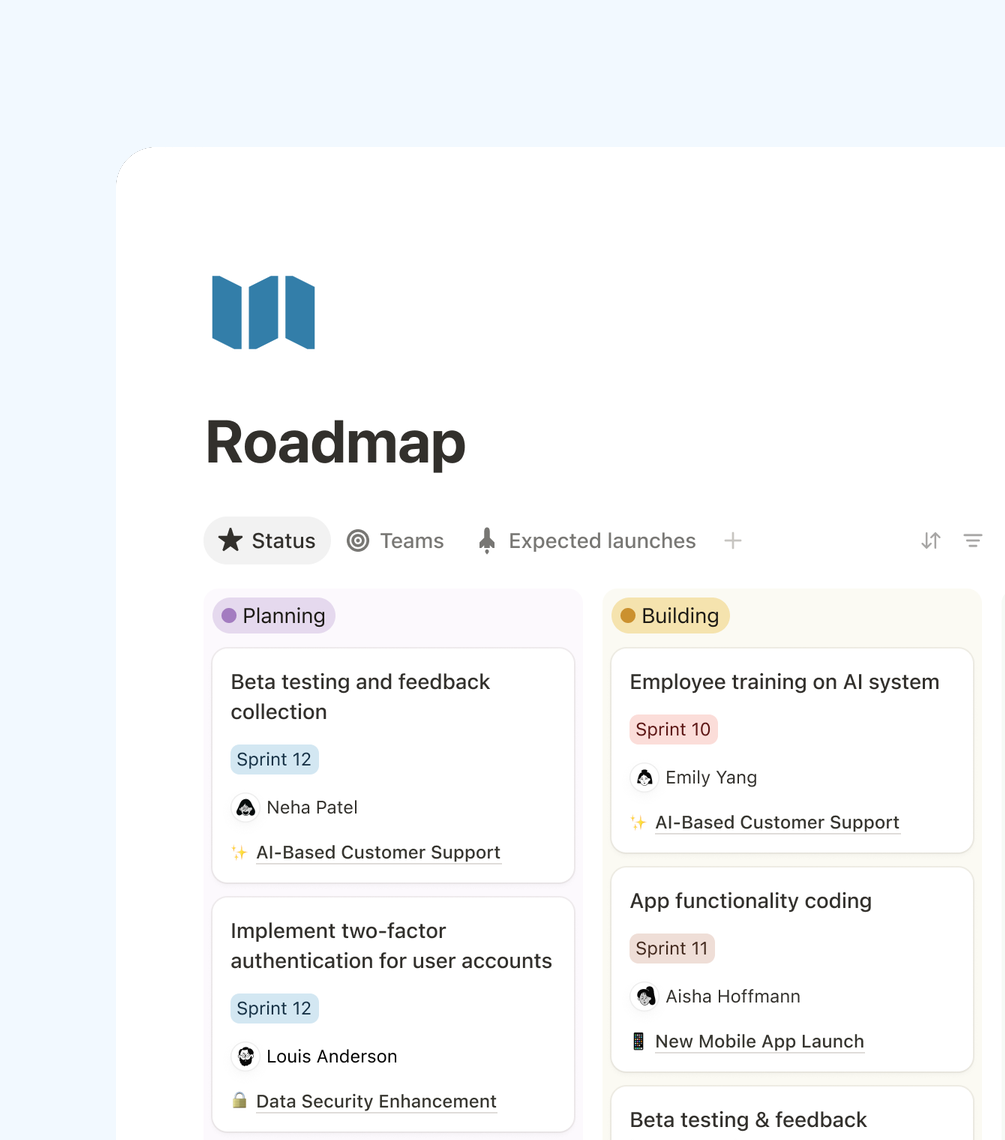 Roadmap
Status Teams Expected launches
Planning
Beta testing and feedback
collection
Sprint 12
Neha Patel
AI-Based Customer Support
Implement two-factor
authentication for user accounts
Sprint 12
Louis Anderson
Data Security Enhancement
Building
Employee training on AI system
Sprint 10
Emily Yang
AI-Based Customer Support
App functionality coding
Sprint 11
Aisha Hoffmann
New Mobile App Launch
Beta testing & feedback